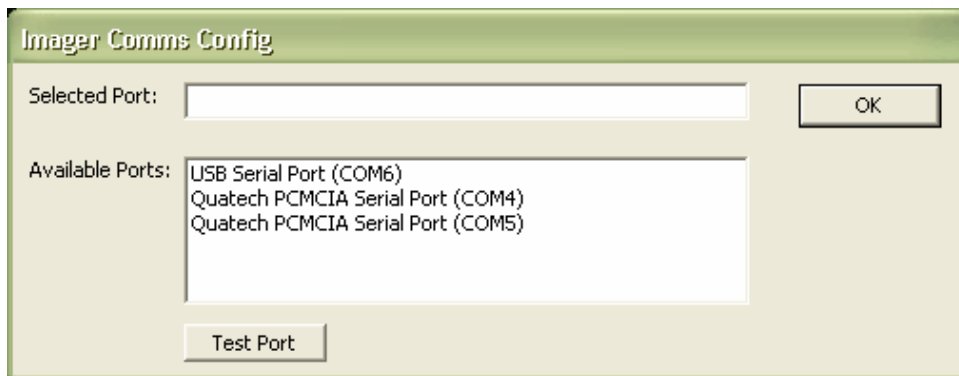 Imager Comms Config
Selected Port:
OK
Available Ports:
USB Serial Port (COM6)
Quatech PCMCIA Serial Port (COM4)
Quatech PCMCIA Serial Port (COM5)
Test Port